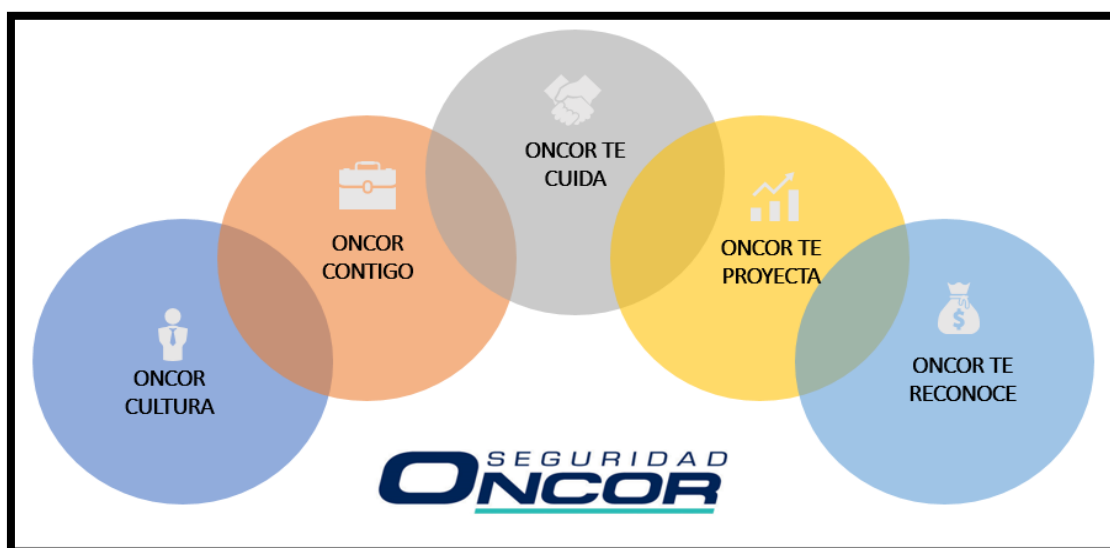 ONCOR
CULTURA
ONCOR
CONTIGO
ONCOR TE
CUIDA
ONCOR TE
PROYECTA
$
ONCOR TE
RECONOCE
SEGURIDAD
ONCOR